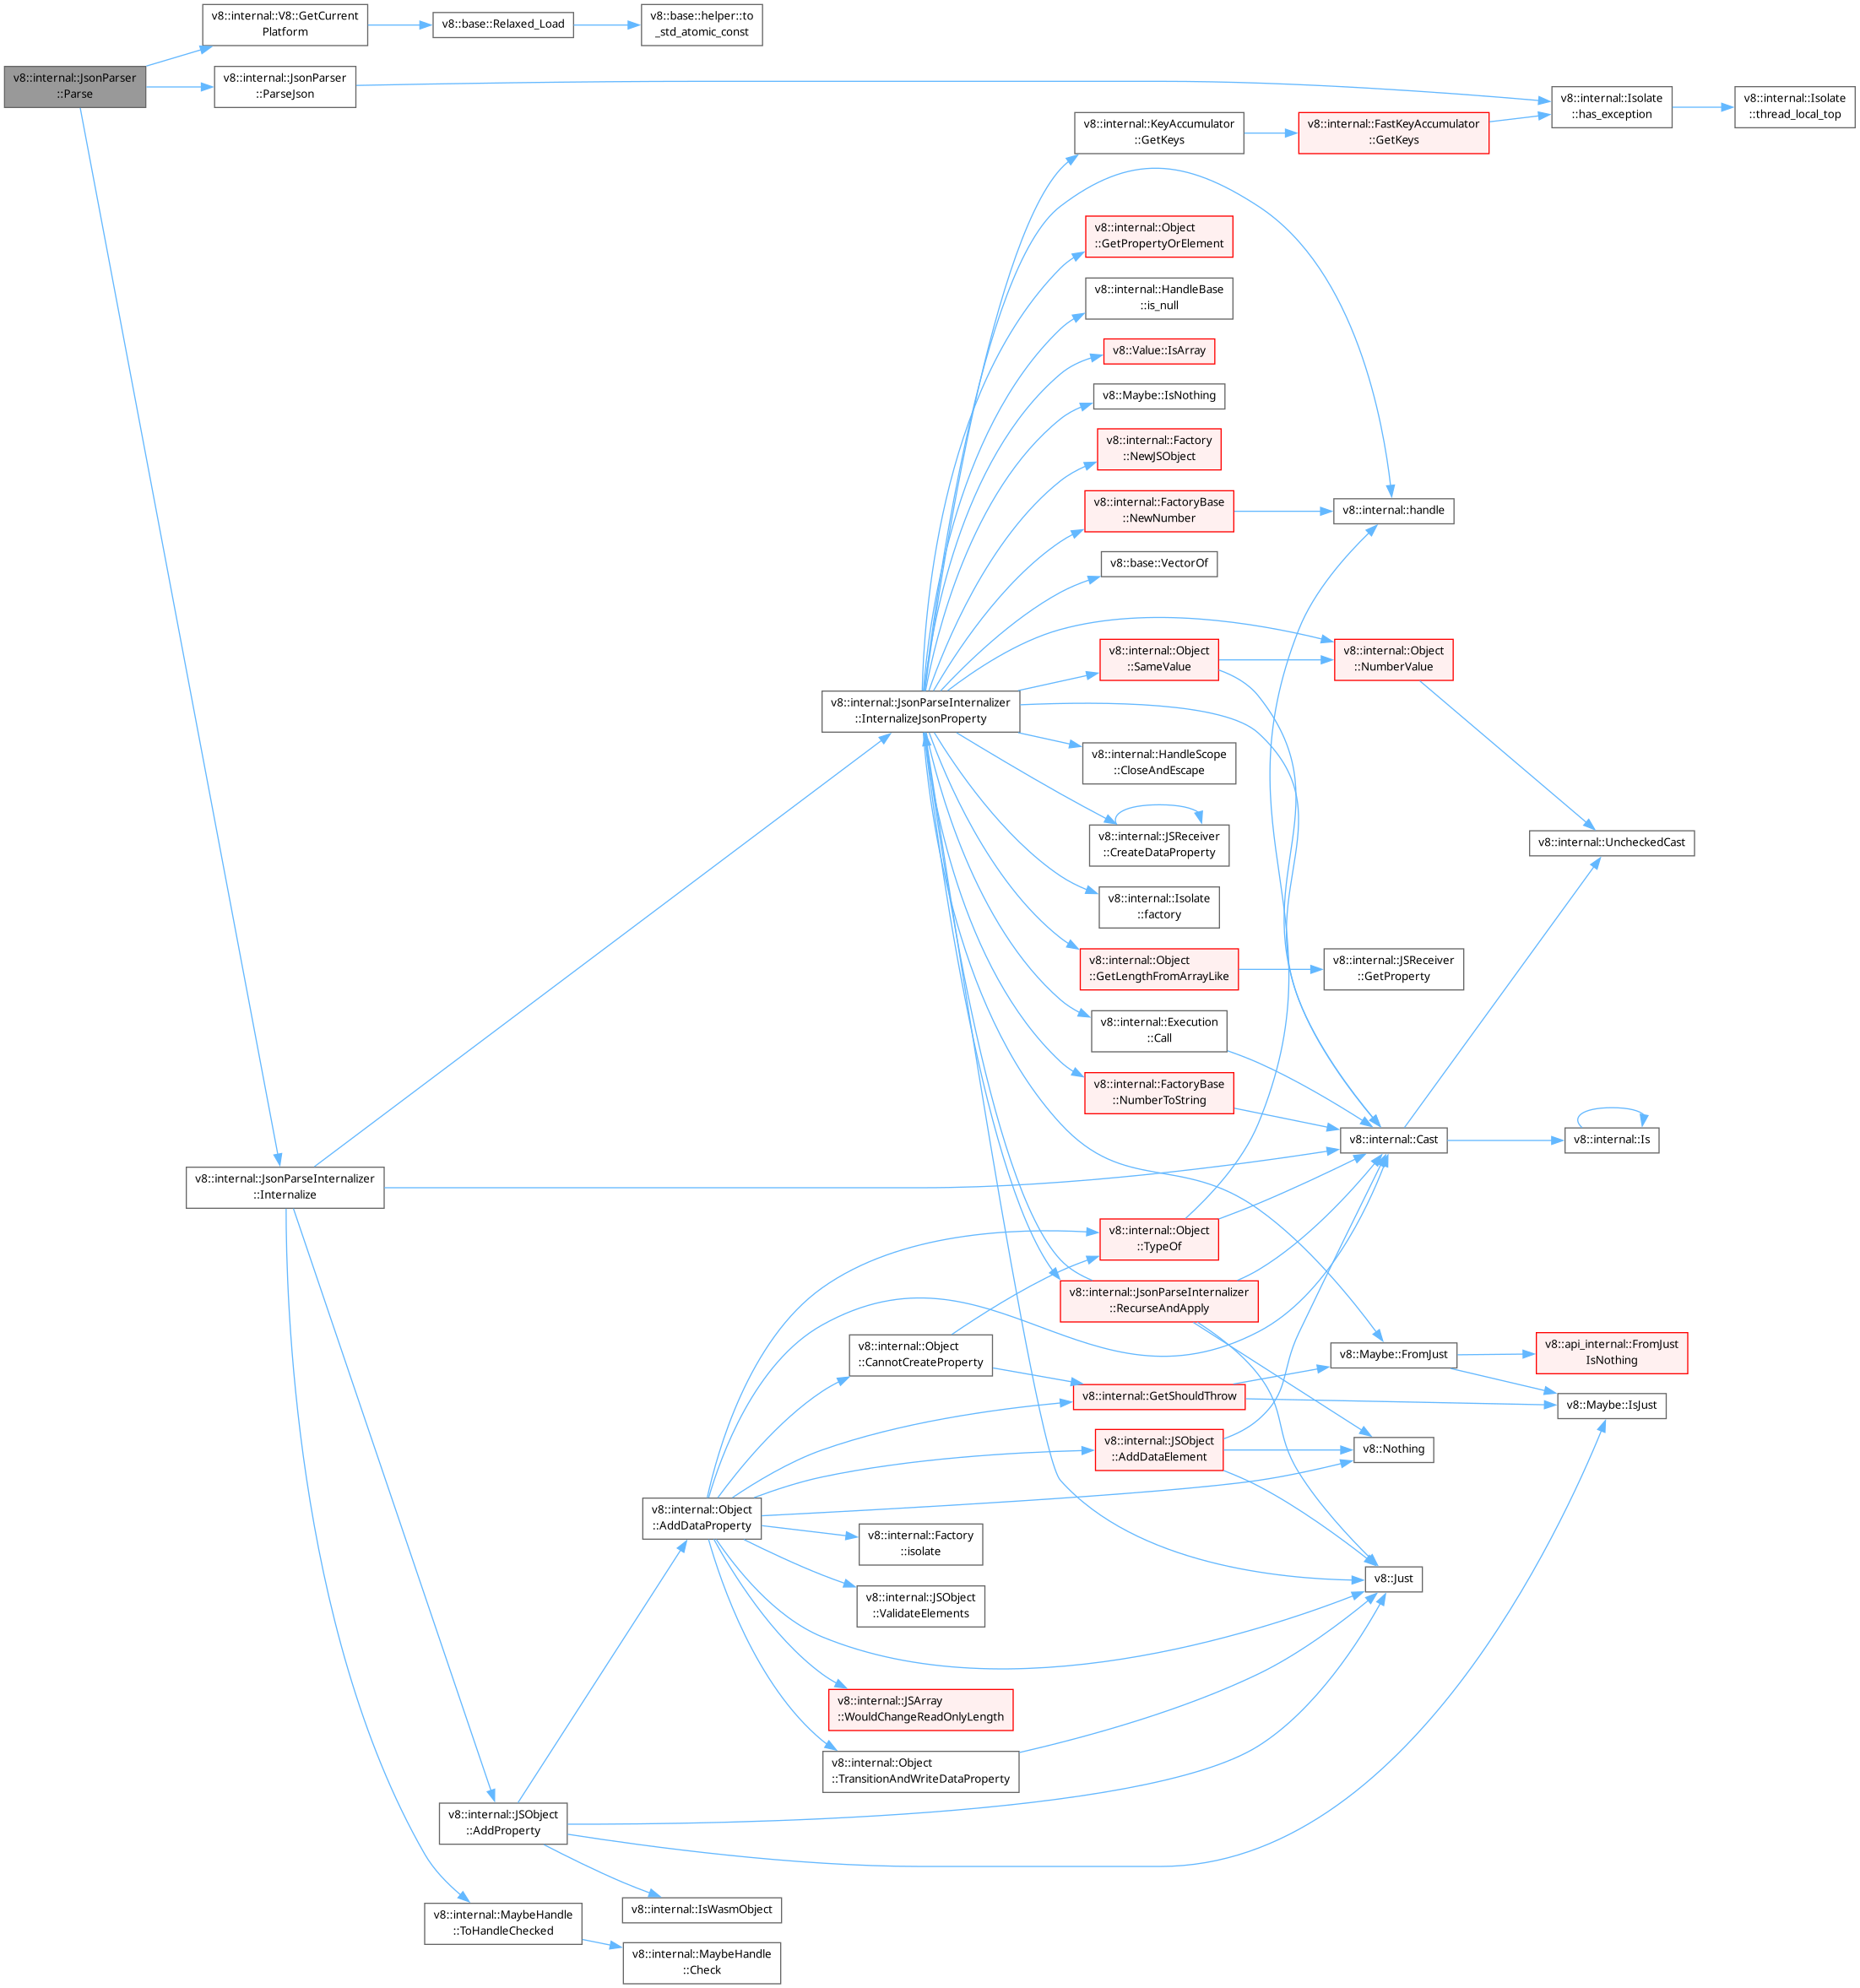 v8::internal::V8::GetCurrent
Platform
v8::base::Relaxed_Load
v8::base::helper::to
_std_atomic_const
v8::internal::JsonParser
::Parse
v8::internal::JsonParser
::ParseJson
v8::internal::Isolate
::has_exception
v8::internal::Isolate
::thread_local_top
v8::internal::KeyAccumulator
::GetKeys
v8::internal::FastKeyAccumulator
::GetKeys
v8::internal::Object
::GetPropertyOrElement
v8::internal::HandleBase
::is_null
v8::Value::IsArray
v8::Maybe::IsNothing
v8::internal::Factory
::NewJSObject
v8::internal::FactoryBase
::NewNumber
v8::internal::handle
v8::base::VectorOf
v8::internal::Object
::SameValue
v8::internal::Object
::NumberValue
v8::internal::JsonParseInternalizer
::InternalizeJsonProperty
v8::internal::HandleScope
::CloseAndEscape
v8::internal::JSReceiver
::CreateDataProperty
v8::internal::UncheckedCast
v8::internal::Isolate
::factory
v8::internal::Object
::GetLengthFromArrayLike
v8::internal::JSReceiver
::GetProperty
v8::internal::Execution
::Call
v8::internal::FactoryBase
::NumberToString
v8::internal::Cast
v8::internal::Is
v8::internal::JsonParseInternalizer
::Internalize
v8::internal::Object
::TypeOf
v8::internal::JsonParseInternalizer
::RecurseAndApply
v8::internal::Object
::CannotCreateProperty
v8::Maybe::FromJust
v8::api_internal::FromJust
IsNothing
v8::internal::GetShouldThrow
v8::Maybe::IsJust
v8::internal::JSObject
::AddDataElement
v8::Nothing
v8::internal::Object
::AddDataProperty
v8::internal::Factory
::isolate
v8::internal::JSObject
::ValidateElements
v8::Just
v8::internal::JSArray
::WouldChangeReadOnlyLength
v8::internal::Object
::TransitionAndWriteDataProperty
v8::internal::JSObject
::AddProperty
v8::internal::IsWasmObject
v8::internal::MaybeHandle
::ToHandleChecked
v8::internal::MaybeHandle
::Check